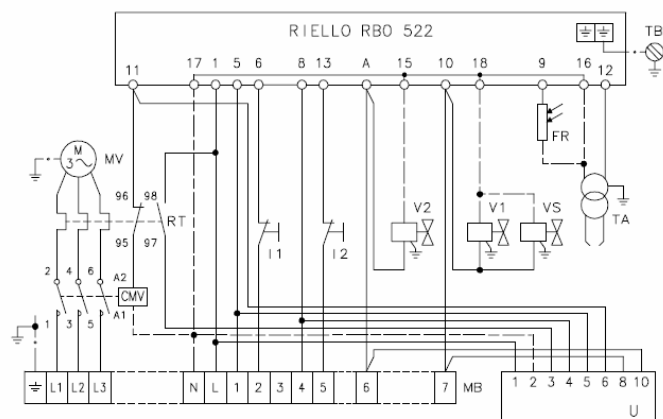 RIELLO RBO 522
TB
11 17 1 5 6 8 13 A 15 10 18 9 16 12
M
3
MV
FR
96 98
RT
V2 V1 VS
TA
95 97
I1 I2
2 4 6 A2
CMV
1 3 5 A1
L1 L2 L3 N L 1 2 3 4 5 6 7 MB
1 2 3 4 5 6 8 10
U